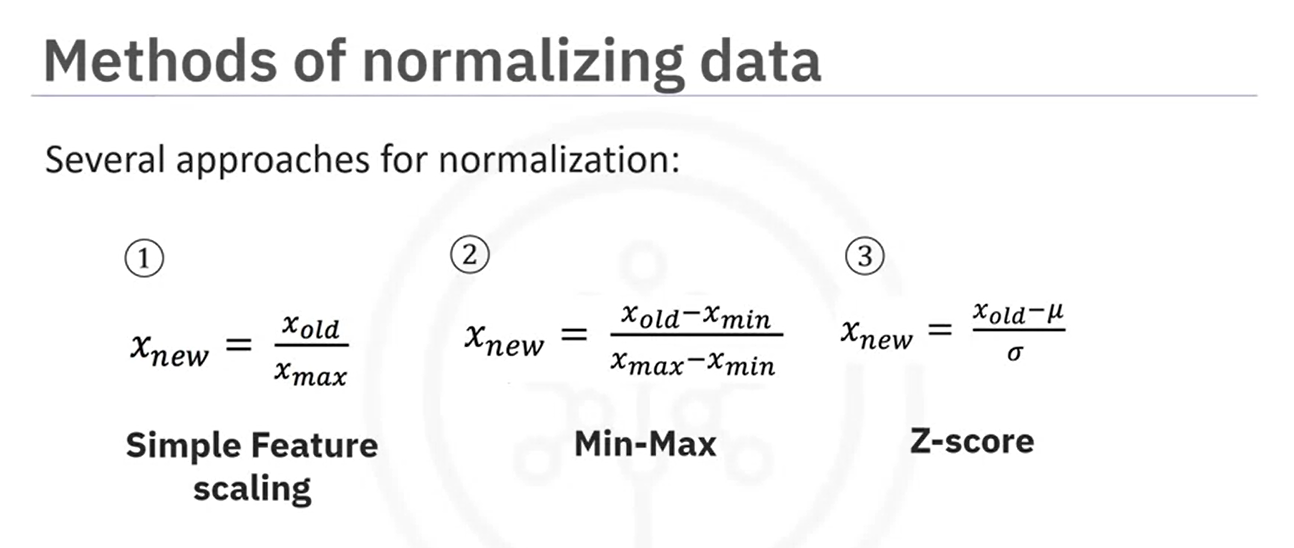 Methods of normalizing data
Several approaches for normalization:
① ② ③
x_new = x_old / x_max
x_new = (x_old − x_min) / (x_max − x_min)
x_new = (x_old − μ) / σ
Simple Feature
scaling
Min-Max
Z-score